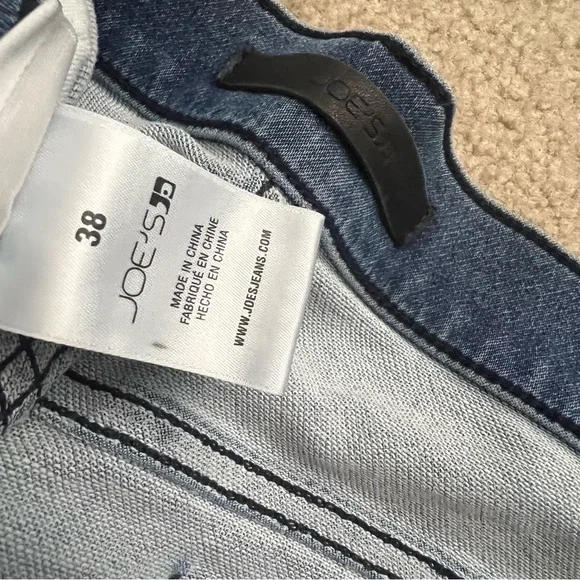 38
JOE'S
MADE IN CHINA
FABRIQUÉ EN CHINE
HECHO EN CHINA
WWW.JOESJEANS.COM
JOE'S